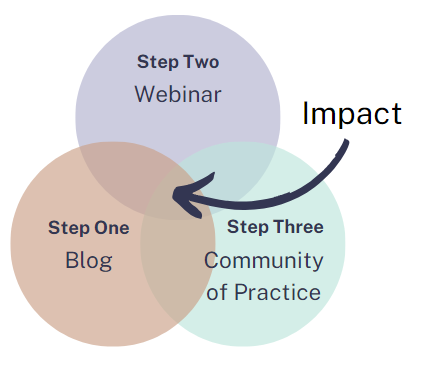 Step Two
Webinar
Impact
Step One
Blog
Step Three
Community
of Practice